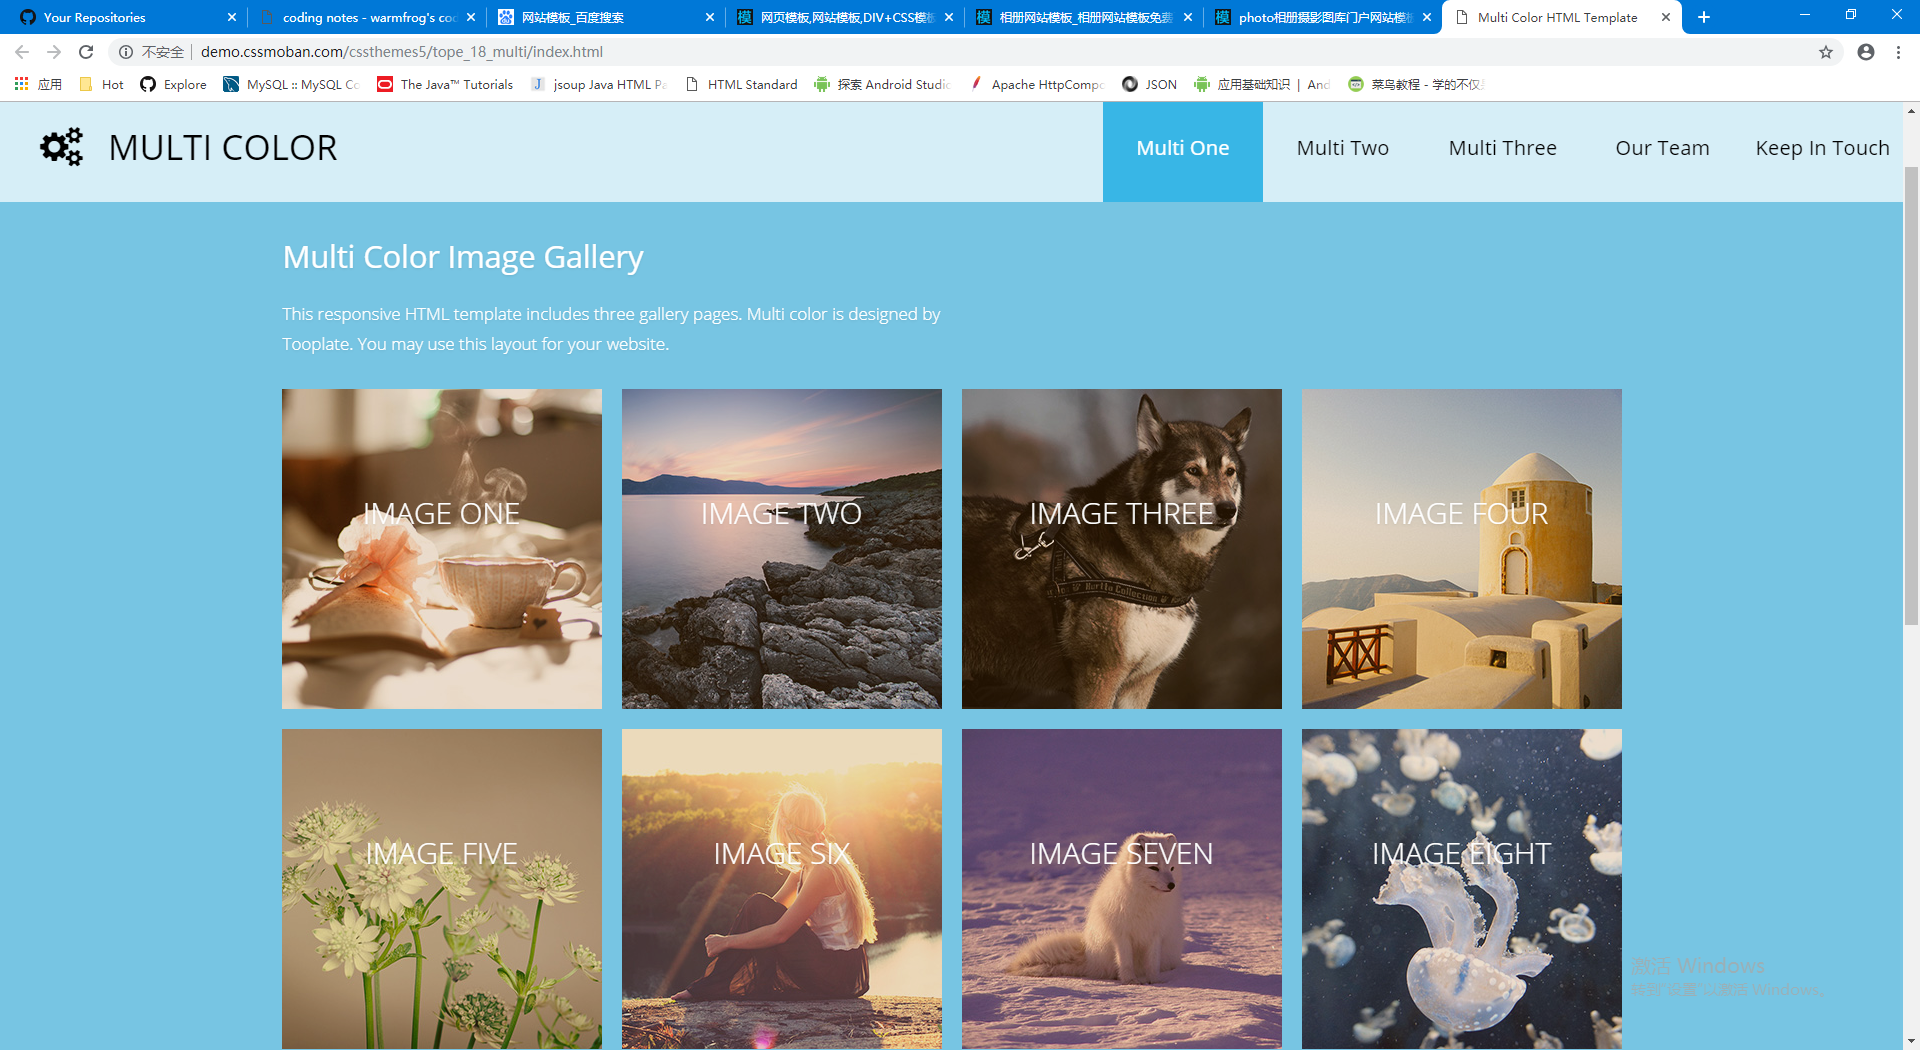 Your Repositories
coding notes - warmfrog's co
网站模板_百度搜索
网页模板,网站模板,DIV+CSS模板
相册网站模板_相册网站模板免费
photo相册摄影图库门户网站模板
Multi Color HTML Template
不安全 demo.cssmoban.com/cssthemes5/tope_18_multi/index.html
应用 Hot Explore MySQL :: MySQL Co The Java™ Tutorials jsoup Java HTML Pa HTML Standard 探索 Android Studio Apache HttpCompo JSON 应用基础知识 | And 菜鸟教程 - 学的不仅
MULTI COLOR
Multi One Multi Two Multi Three Our Team Keep In Touch
Multi Color Image Gallery
This responsive HTML template includes three gallery pages. Multi color is designed by
Tooplate. You may use this layout for your website.
IMAGE ONE IMAGE TWO IMAGE THREE IMAGE FOUR
Hurtta Collection
IMAGE FIVE IMAGE SIX IMAGE SEVEN IMAGE EIGHT
激活 Windows
转到"设置"以激活 Windows。